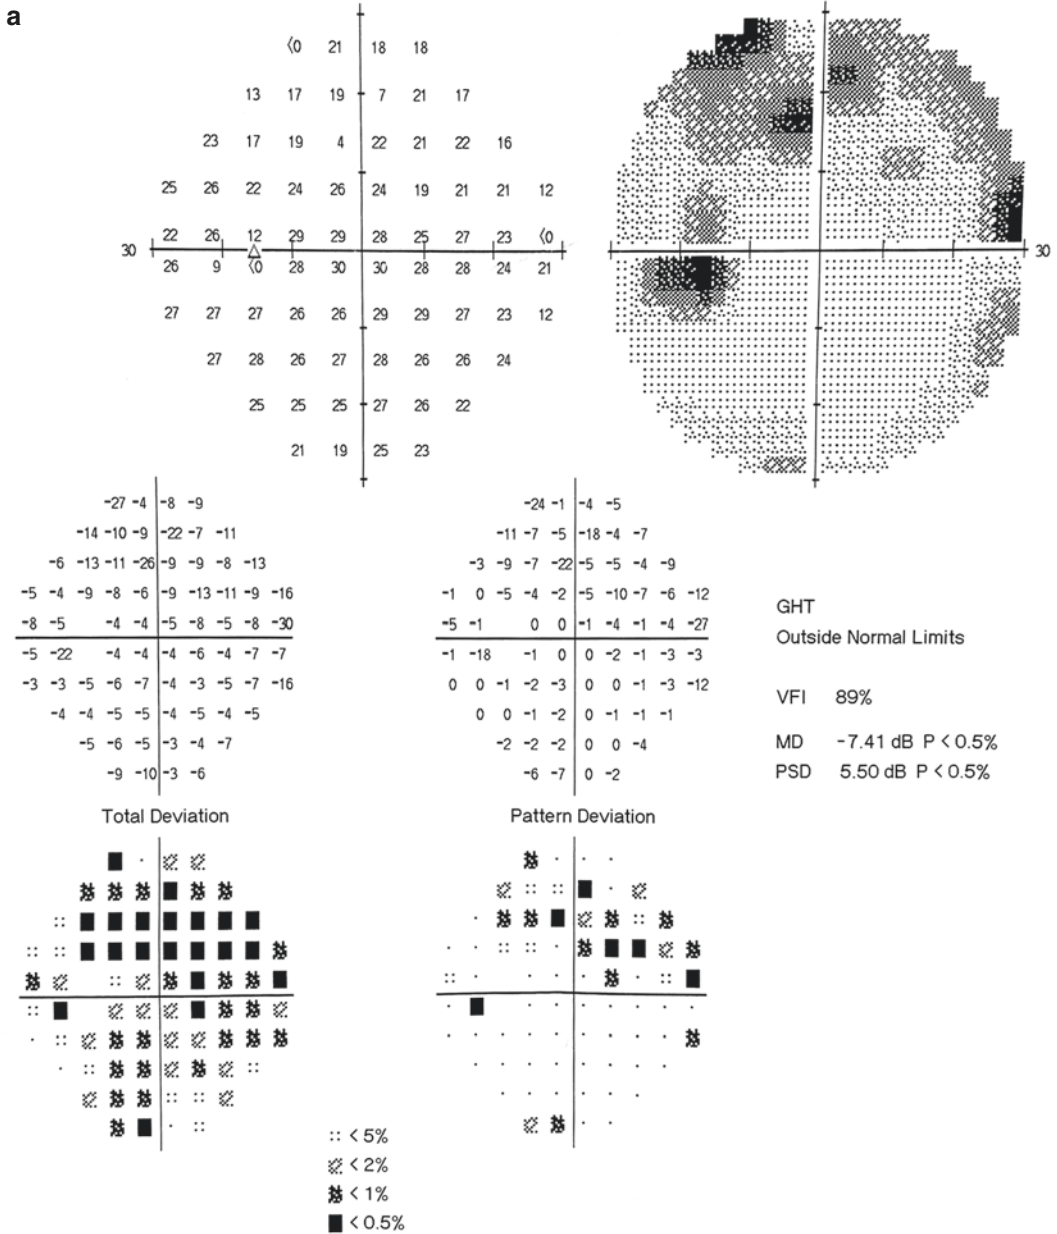 a
⟨0 21 18 18
13 17 19 7 21 17
23 17 19 4 22 21 22 16
25 26 22 24 26 24 19 21 21 12
22 26 12 29 29 28 25 27 23 ⟨0
30 30
26 9 ⟨0 28 30 30 28 28 24 21
27 27 27 26 26 29 29 27 23 12
27 28 26 27 28 26 26 24
25 25 25 27 26 22
21 19 25 23
-27 -4 -8 -9
-14 -10 -9 -22 -7 -11
-6 -13 -11 -26 -9 -9 -8 -13
-5 -4 -9 -8 -6 -9 -13 -11 -9 -16
-8 -5 -4 -4 -5 -8 -5 -8 -30
-5 -22 -4 -4 -4 -6 -4 -7 -7
-3 -3 -5 -6 -7 -4 -3 -5 -7 -16
-4 -4 -5 -5 -4 -5 -4 -5
-5 -6 -5 -3 -4 -7
-9 -10 -3 -6
Total Deviation
-24 -1 -4 -5
-11 -7 -5 -18 -4 -7
-3 -9 -7 -22 -5 -5 -4 -9
-1 0 -5 -4 -2 -5 -10 -7 -6 -12
-5 -1 0 0 -1 -4 -1 -4 -27
-1 -18 -1 0 0 -2 -1 -3 -3
0 0 -1 -2 -3 0 0 -1 -3 -12
0 0 -1 -2 0 -1 -1 -1
-2 -2 -2 0 0 -4
-6 -7 0 -2
Pattern Deviation
GHT
Outside Normal Limits
VFI 89%
MD -7.41 dB P < 0.5%
PSD 5.50 dB P < 0.5%
< 5%
< 2%
< 1%
< 0.5%